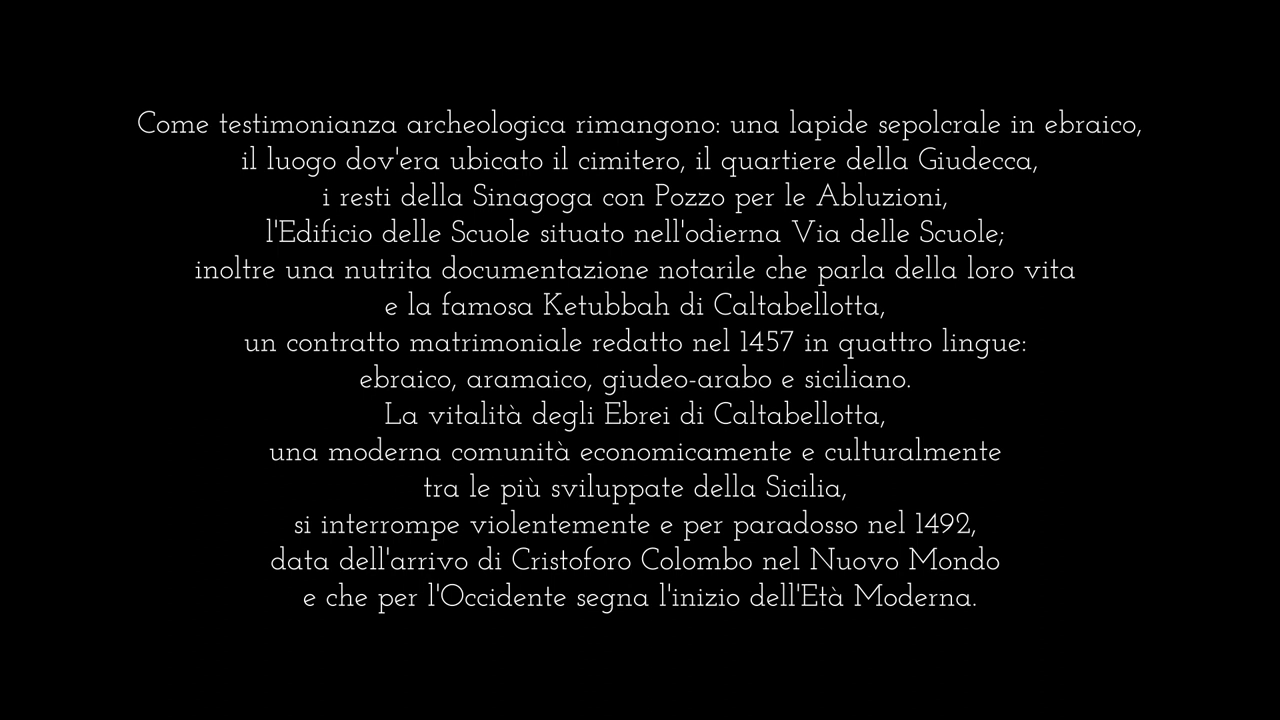 Come testimonianza archeologica rimangono: una lapide sepolcrale in ebraico,
il luogo dov'era ubicato il cimitero, il quartiere della Giudecca,
i resti della Sinagoga con Pozzo per le Abluzioni,
l'Edificio delle Scuole situato nell'odierna Via delle Scuole;
inoltre una nutrita documentazione notarile che parla della loro vita
e la famosa Ketubbah di Caltabellotta,
un contratto matrimoniale redatto nel 1457 in quattro lingue:
ebraico, aramaico, giudeo-arabo e siciliano.
La vitalità degli Ebrei di Caltabellotta,
una moderna comunità economicamente e culturalmente
tra le più sviluppate della Sicilia,
si interrompe violentemente e per paradosso nel 1492,
data dell'arrivo di Cristoforo Colombo nel Nuovo Mondo
e che per l'Occidente segna l'inizio dell'Età Moderna.